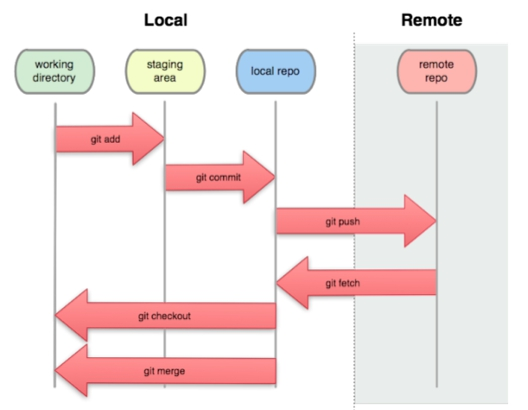 Local
Remote
working
directory
staging
area
local repo
remote
repo
git add
git commit
git push
git fetch
git checkout
git merge